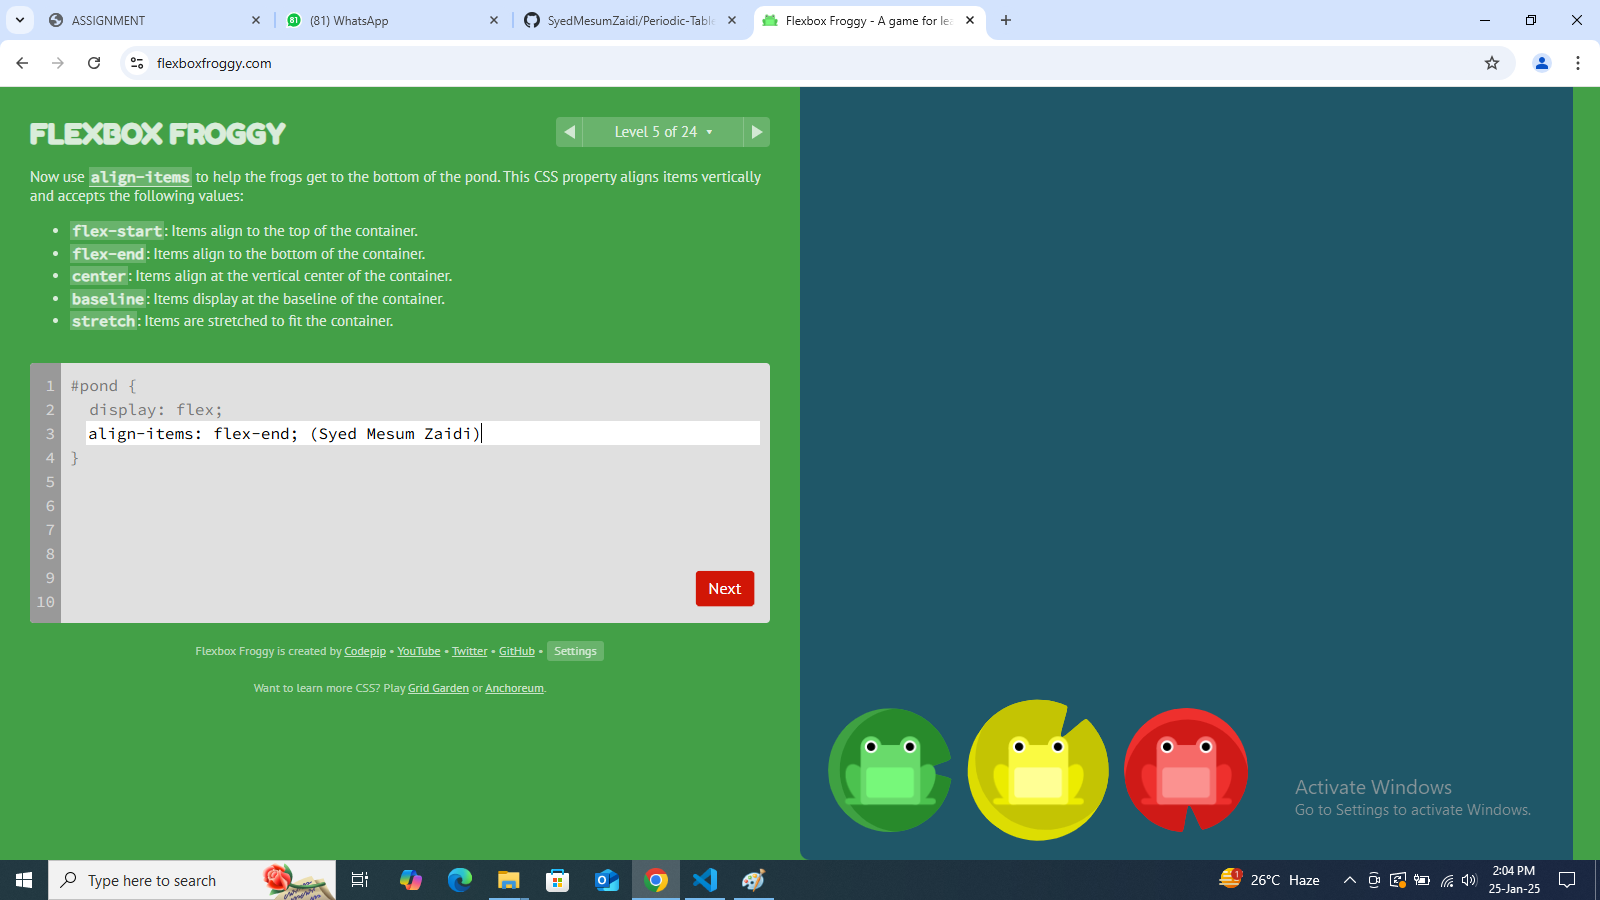 ASSIGNMENT
(81) WhatsApp
SyedMesumZaidi/Periodic-Table
Flexbox Froggy - A game for lea
flexboxfroggy.com
FLEXBOX FROGGY
Level 5 of 24
Now use align-items to help the frogs get to the bottom of the pond. This CSS property aligns items vertically
and accepts the following values:
• flex-start: Items align to the top of the container.
• flex-end: Items align to the bottom of the container.
• center: Items align at the vertical center of the container.
• baseline: Items display at the baseline of the container.
• stretch: Items are stretched to fit the container.
1 #pond {
2 display: flex;
3 align-items: flex-end; (Syed Mesum Zaidi)
4 }
5
6
7
8
9
10
Next
Flexbox Froggy is created by Codepip • YouTube • Twitter • GitHub • Settings
Want to learn more CSS? Play Grid Garden or Anchoreum.
Activate Windows
Go to Settings to activate Windows.
Type here to search
1
26°C Haze
2:04 PM
25-Jan-25